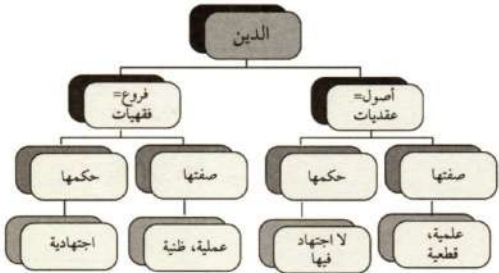 الدين
أصول=
عقديات
فروع=
فقهيات
صفتها
حكمها
صفتها
حكمها
علمية،
قطعية
لا اجتهاد
فيها
عملية، ظنية
اجتهادية